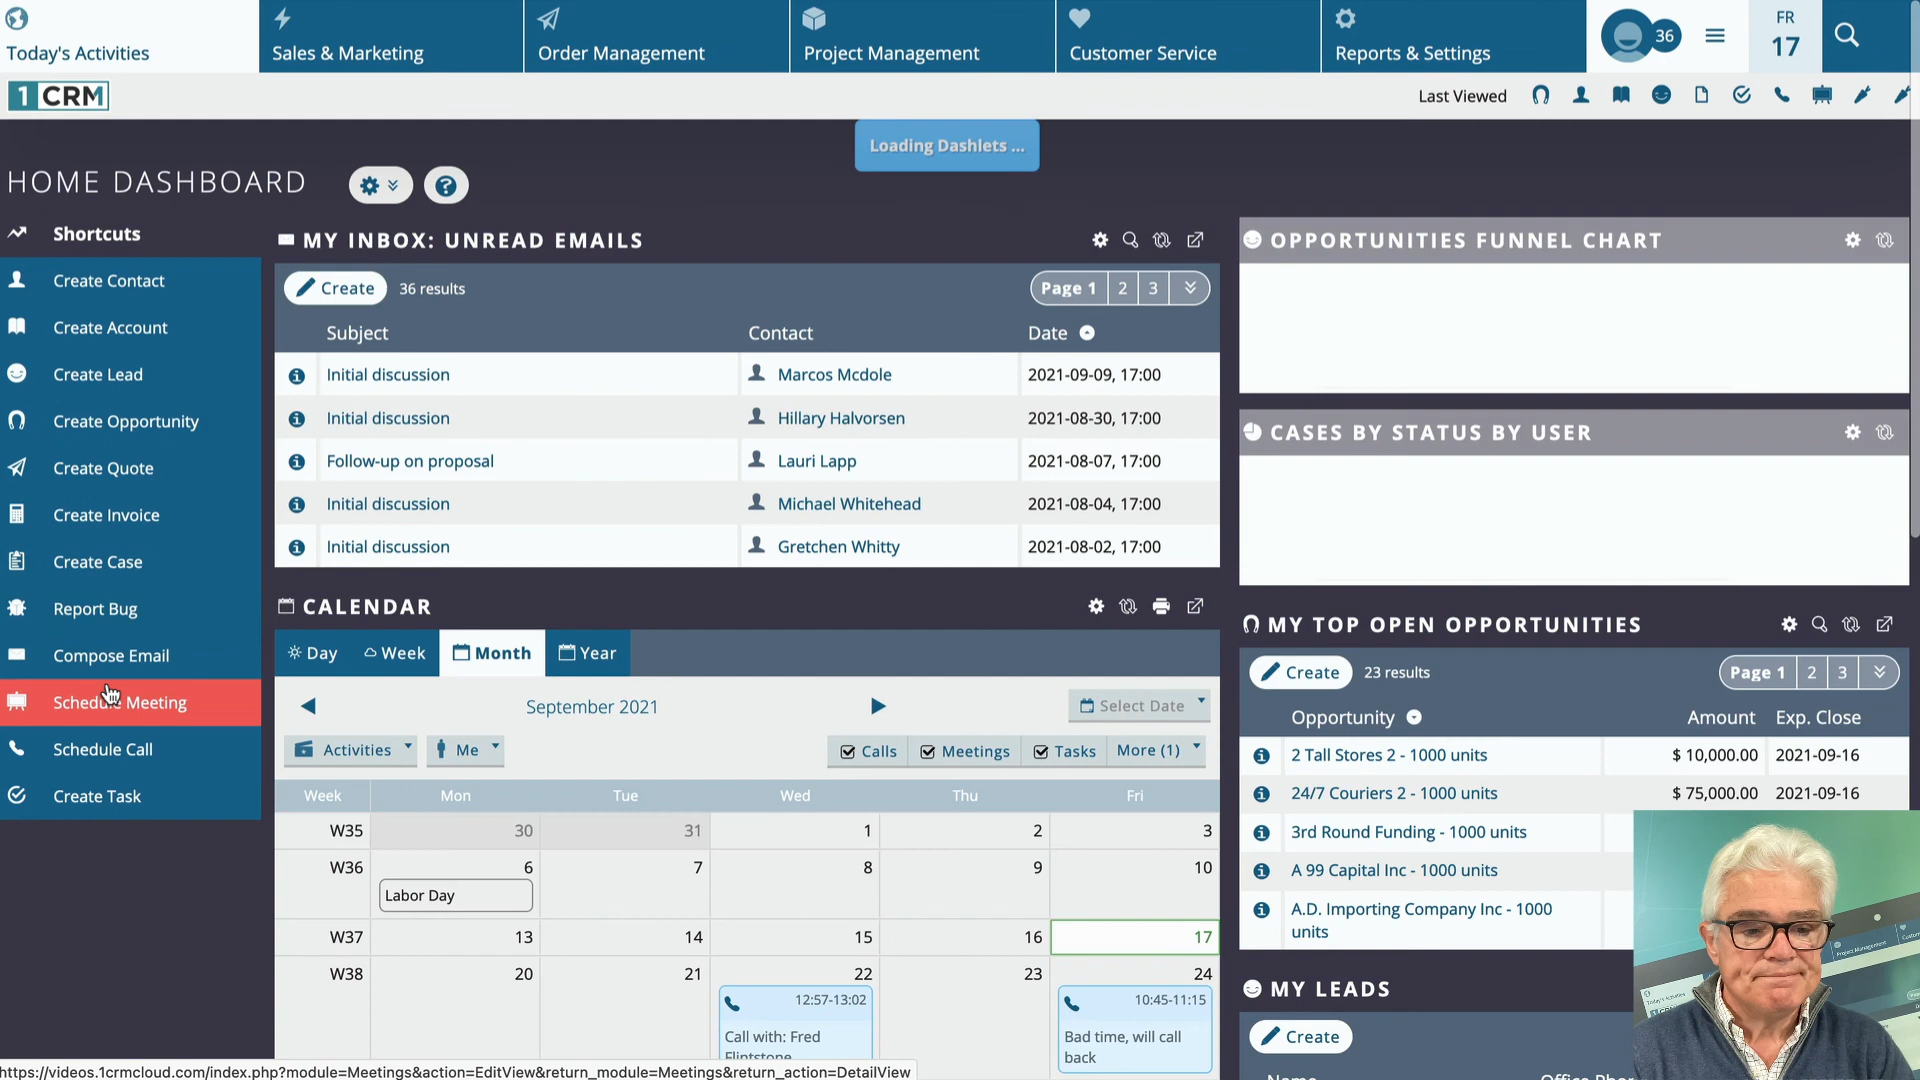 Today's Activities
Sales & Marketing
Order Management
Project Management
Customer Service
Reports & Settings
36
FR
17
1 CRM
Last Viewed
Loading Dashlets ...
HOME DASHBOARD
Shortcuts
Create Contact
Create Account
Create Lead
Create Opportunity
Create Quote
Create Invoice
Create Case
Report Bug
Compose Email
Schedule Meeting
Schedule Call
Create Task
MY INBOX: UNREAD EMAILS
Create 36 results Page 1 2 3
Subject Contact Date
Initial discussion Marcos Mcdole 2021-09-09, 17:00
Initial discussion Hillary Halvorsen 2021-08-30, 17:00
Follow-up on proposal Lauri Lapp 2021-08-07, 17:00
Initial discussion Michael Whitehead 2021-08-04, 17:00
Initial discussion Gretchen Whitty 2021-08-02, 17:00
CALENDAR
Day Week Month Year
September 2021 Select Date
Activities Me Calls Meetings Tasks More (1)
Week Mon Tue Wed Thu Fri
W35 30 31 1 2 3
W36 6 7 8 9 10
Labor Day
W37 13 14 15 16 17
W38 20 21 22 23 24
12:57-13:02
Call with: Fred
Flintstone
10:45-11:15
Bad time, will call
back
OPPORTUNITIES FUNNEL CHART
CASES BY STATUS BY USER
MY TOP OPEN OPPORTUNITIES
Create 23 results Page 1 2 3
Opportunity Amount Exp. Close
2 Tall Stores 2 - 1000 units $ 10,000.00 2021-09-16
24/7 Couriers 2 - 1000 units $ 75,000.00 2021-09-16
3rd Round Funding - 1000 units
A 99 Capital Inc - 1000 units
A.D. Importing Company Inc - 1000
units
MY LEADS
Create
Name Office Phon
https://videos.1crmcloud.com/index.php?module=Meetings&action=EditView&return_module=Meetings&return_action=DetailView